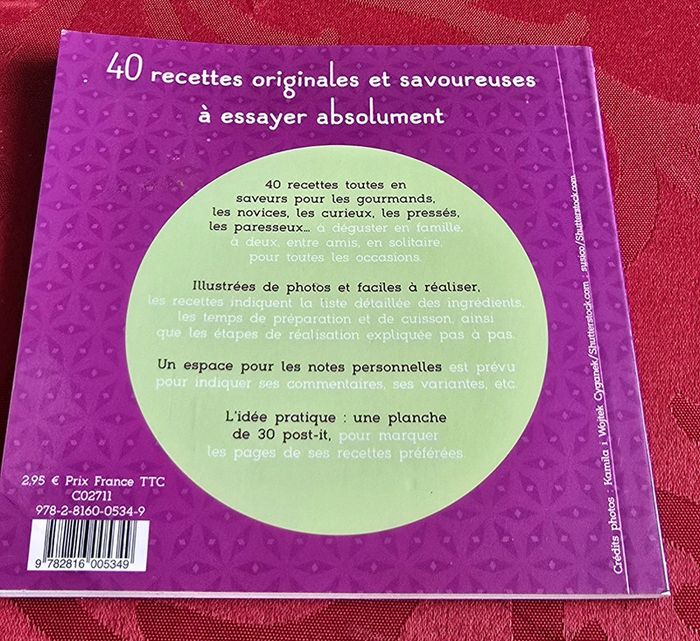 40 recettes originales et savoureuses
à essayer absolument
40 recettes toutes en
saveurs pour les gourmands,
les novices, les curieux, les pressés,
les paresseux... à déguster en famille,
à deux, entre amis, en solitaire,
pour toutes les occasions.
Illustrées de photos et faciles à réaliser,
les recettes indiquent la liste détaillée des ingrédients,
les temps de préparation et de cuisson, ainsi
que les étapes de réalisation expliquée pas à pas.
Un espace pour les notes personnelles est prévu
pour indiquer ses commentaires, ses variantes, etc.
L'idée pratique : une planche
de 30 post-it, pour marquer
les pages de ses recettes préférées.
2,95 € Prix France TTC
C02711
978-2-8160-0534-9
9 782816 005349
Crédits photos : Kamila i Wojtek Cyganek/Shutterstock.com ; susico/Shutterstock.com